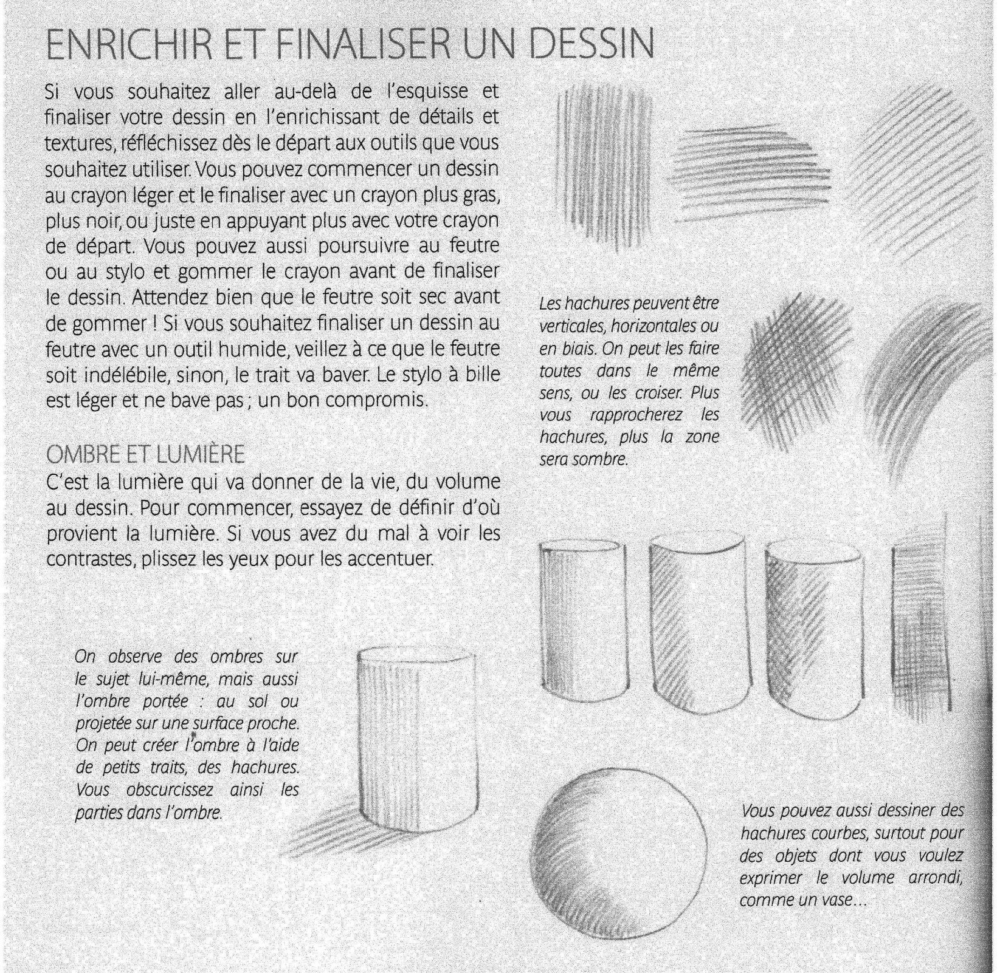 ENRICHIR ET FINALISER UN DESSIN
Si vous souhaitez aller au-delà de l'esquisse et
finaliser votre dessin en l'enrichissant de détails et
textures, réfléchissez dès le départ aux outils que vous
souhaitez utiliser. Vous pouvez commencer un dessin
au crayon léger et le finaliser avec un crayon plus gras,
plus noir, ou juste en appuyant plus avec votre crayon
de départ. Vous pouvez aussi poursuivre au feutre
ou au stylo et gommer le crayon avant de finaliser
le dessin. Attendez bien que le feutre soit sec avant
de gommer ! Si vous souhaitez finaliser un dessin au
feutre avec un outil humide, veillez à ce que le feutre
soit indélébile, sinon, le trait va baver. Le stylo à bille
est léger et ne bave pas ; un bon compromis.
OMBRE ET LUMIÈRE
C'est la lumière qui va donner de la vie, du volume
au dessin. Pour commencer, essayez de définir d'où
provient la lumière. Si vous avez du mal à voir les
contrastes, plissez les yeux pour les accentuer.
On observe des ombres sur
le sujet lui-même, mais aussi
l'ombre portée : au sol ou
projetée sur une surface proche.
On peut créer l'ombre à l'aide
de petits traits, des hachures.
Vous obscurcissez ainsi les
parties dans l'ombre.
Les hachures peuvent être
verticales, horizontales ou
en biais. On peut les faire
toutes dans le même
sens, ou les croiser. Plus
vous rapprocherez les
hachures, plus la zone
sera sombre.
Vous pouvez aussi dessiner des
hachures courbes, surtout pour
des objets dont vous voulez
exprimer le volume arrondi,
comme un vase...